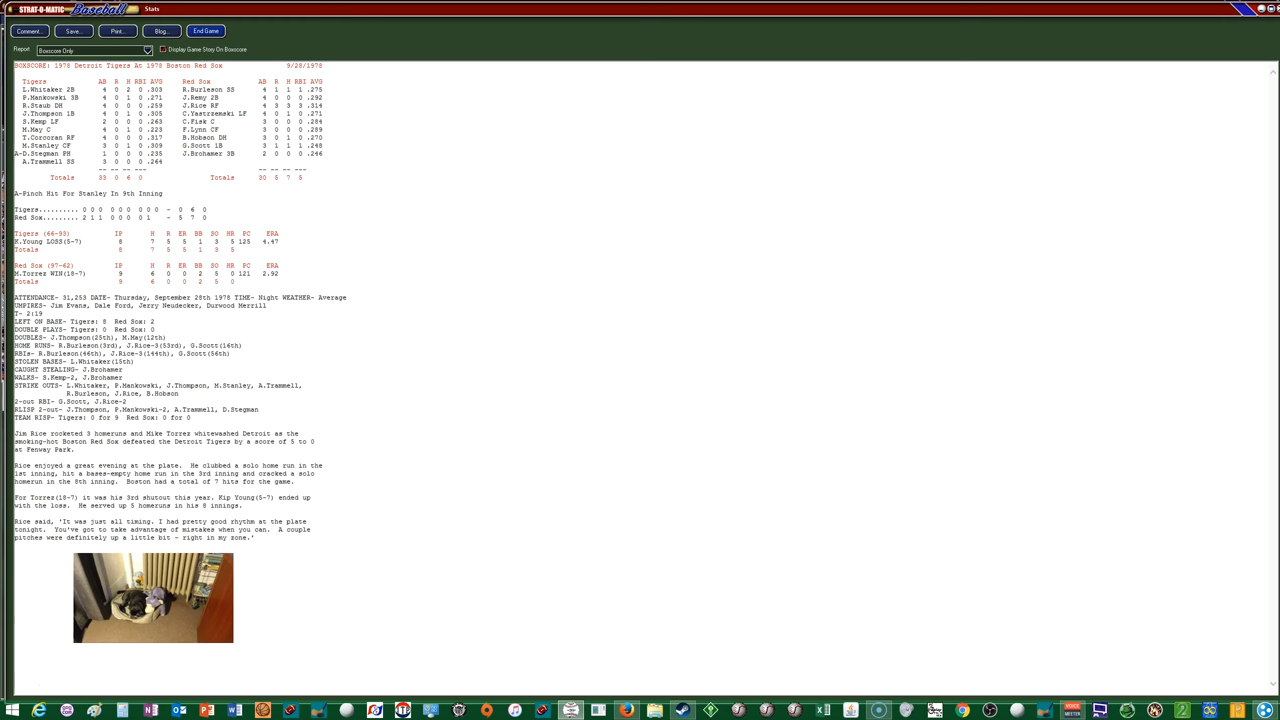 STRAT-O-MATIC Baseball Stats
Comment... Save... Print... Blog... End Game
Report Boxscore Only Display Game Story On Boxscore
BOXSCORE: 1978 Detroit Tigers At 1978 Boston Red Sox 9/28/1978
Tigers AB R H RBI AVG Red Sox AB R H RBI AVG
L.Whitaker 2B 4 0 2 0 .303 R.Burleson SS 4 1 1 1 .275
P.Mankowski 3B 4 0 1 0 .271 J.Remy 2B 4 0 0 0 .292
R.Staub DH 4 0 0 0 .259 J.Rice RF 4 3 3 3 .314
J.Thompson 1B 4 0 1 0 .305 C.Yastrzemski LF 4 0 1 0 .271
S.Kemp LF 2 0 0 0 .263 C.Fisk C 3 0 0 0 .284
M.May C 4 0 1 0 .223 F.Lynn CF 3 0 0 0 .289
T.Corcoran RF 4 0 0 0 .317 B.Hobson DH 3 0 1 0 .270
M.Stanley CF 3 0 1 0 .309 G.Scott 1B 3 1 1 1 .248
A-D.Stegman PH 1 0 0 0 .235 J.Brohamer 3B 2 0 0 0 .246
A.Trammell SS 3 0 0 0 .264
-- -- -- --- -- -- -- ---
Totals 33 0 6 0 Totals 30 5 7 5
A-Pinch Hit For Stanley In 9th Inning
Tigers.......... 0 0 0 0 0 0 0 0 0 - 0 6 0
Red Sox......... 2 1 1 0 0 0 0 1 - 5 7 0
Tigers (66-93) IP H R ER BB SO HR PC ERA
K.Young LOSS(5-7) 8 7 5 5 1 3 5 125 4.47
Totals 8 7 5 5 1 3 5
Red Sox (97-62) IP H R ER BB SO HR PC ERA
M.Torrez WIN(18-7) 9 6 0 0 2 5 0 121 2.92
Totals 9 6 0 0 2 5 0
ATTENDANCE- 31,253 DATE- Thursday, September 28th 1978 TIME- Night WEATHER- Average
UMPIRES- Jim Evans, Dale Ford, Jerry Neudecker, Durwood Merrill
T- 2:19
LEFT ON BASE- Tigers: 8 Red Sox: 2
DOUBLE PLAYS- Tigers: 0 Red Sox: 0
DOUBLES- J.Thompson(25th), M.May(12th)
HOME RUNS- R.Burleson(3rd), J.Rice-3(53rd), G.Scott(16th)
RBIs- R.Burleson(46th), J.Rice-3(144th), G.Scott(56th)
STOLEN BASES- L.Whitaker(15th)
CAUGHT STEALING- J.Brohamer
WALKS- S.Kemp-2, J.Brohamer
STRIKE OUTS- L.Whitaker, P.Mankowski, J.Thompson, M.Stanley, A.Trammell,
R.Burleson, J.Rice, B.Hobson
2-out RBI- G.Scott, J.Rice-2
RLISP 2-out- J.Thompson, P.Mankowski-2, A.Trammell, D.Stegman
TEAM RISP- Tigers: 0 for 9 Red Sox: 0 for 0
Jim Rice rocketed 3 homeruns and Mike Torrez whitewashed Detroit as the
smoking-hot Boston Red Sox defeated the Detroit Tigers by a score of 5 to 0
at Fenway Park.
Rice enjoyed a great evening at the plate. He clubbed a solo home run in the
1st inning, hit a bases-empty home run in the 3rd inning and cracked a solo
homerun in the 8th inning. Boston had a total of 7 hits for the game.
For Torrez(18-7) it was his 3rd shutout this year. Kip Young(5-7) ended up
with the loss. He served up 5 homeruns in his 8 innings.
Rice said, 'It was just all timing. I had pretty good rhythm at the plate
tonight. You've got to take advantage of mistakes when you can. A couple
pitches were definitely up a little bit - right in my zone.'